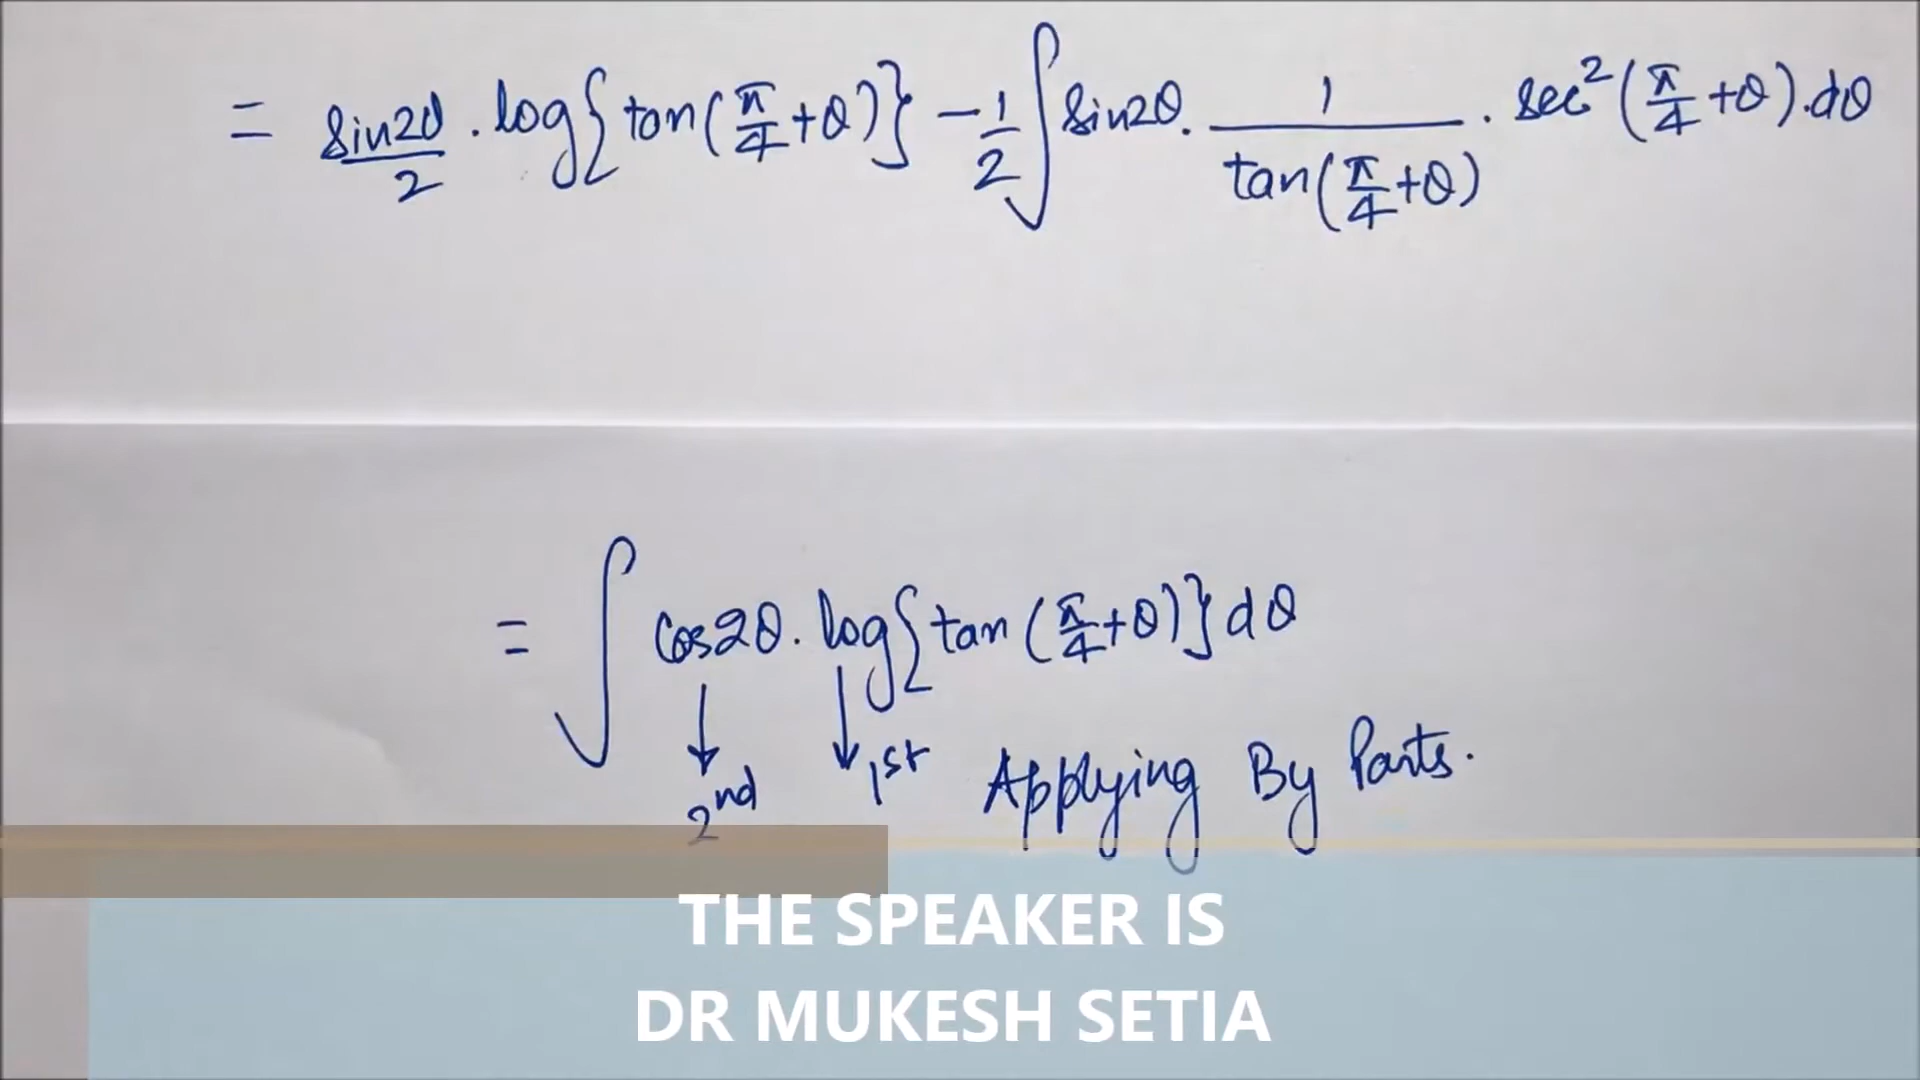 = sin2θ/2 . log{tan(π/4+θ)} - 1/2 ∫ sin2θ. 1/tan(π/4+θ) . sec²(π/4+θ).dθ
= ∫ cos2θ. log{tan(π/4+θ)}dθ
↓ ↓
2nd 1st Applying By Parts.
THE SPEAKER IS
DR MUKESH SETIA